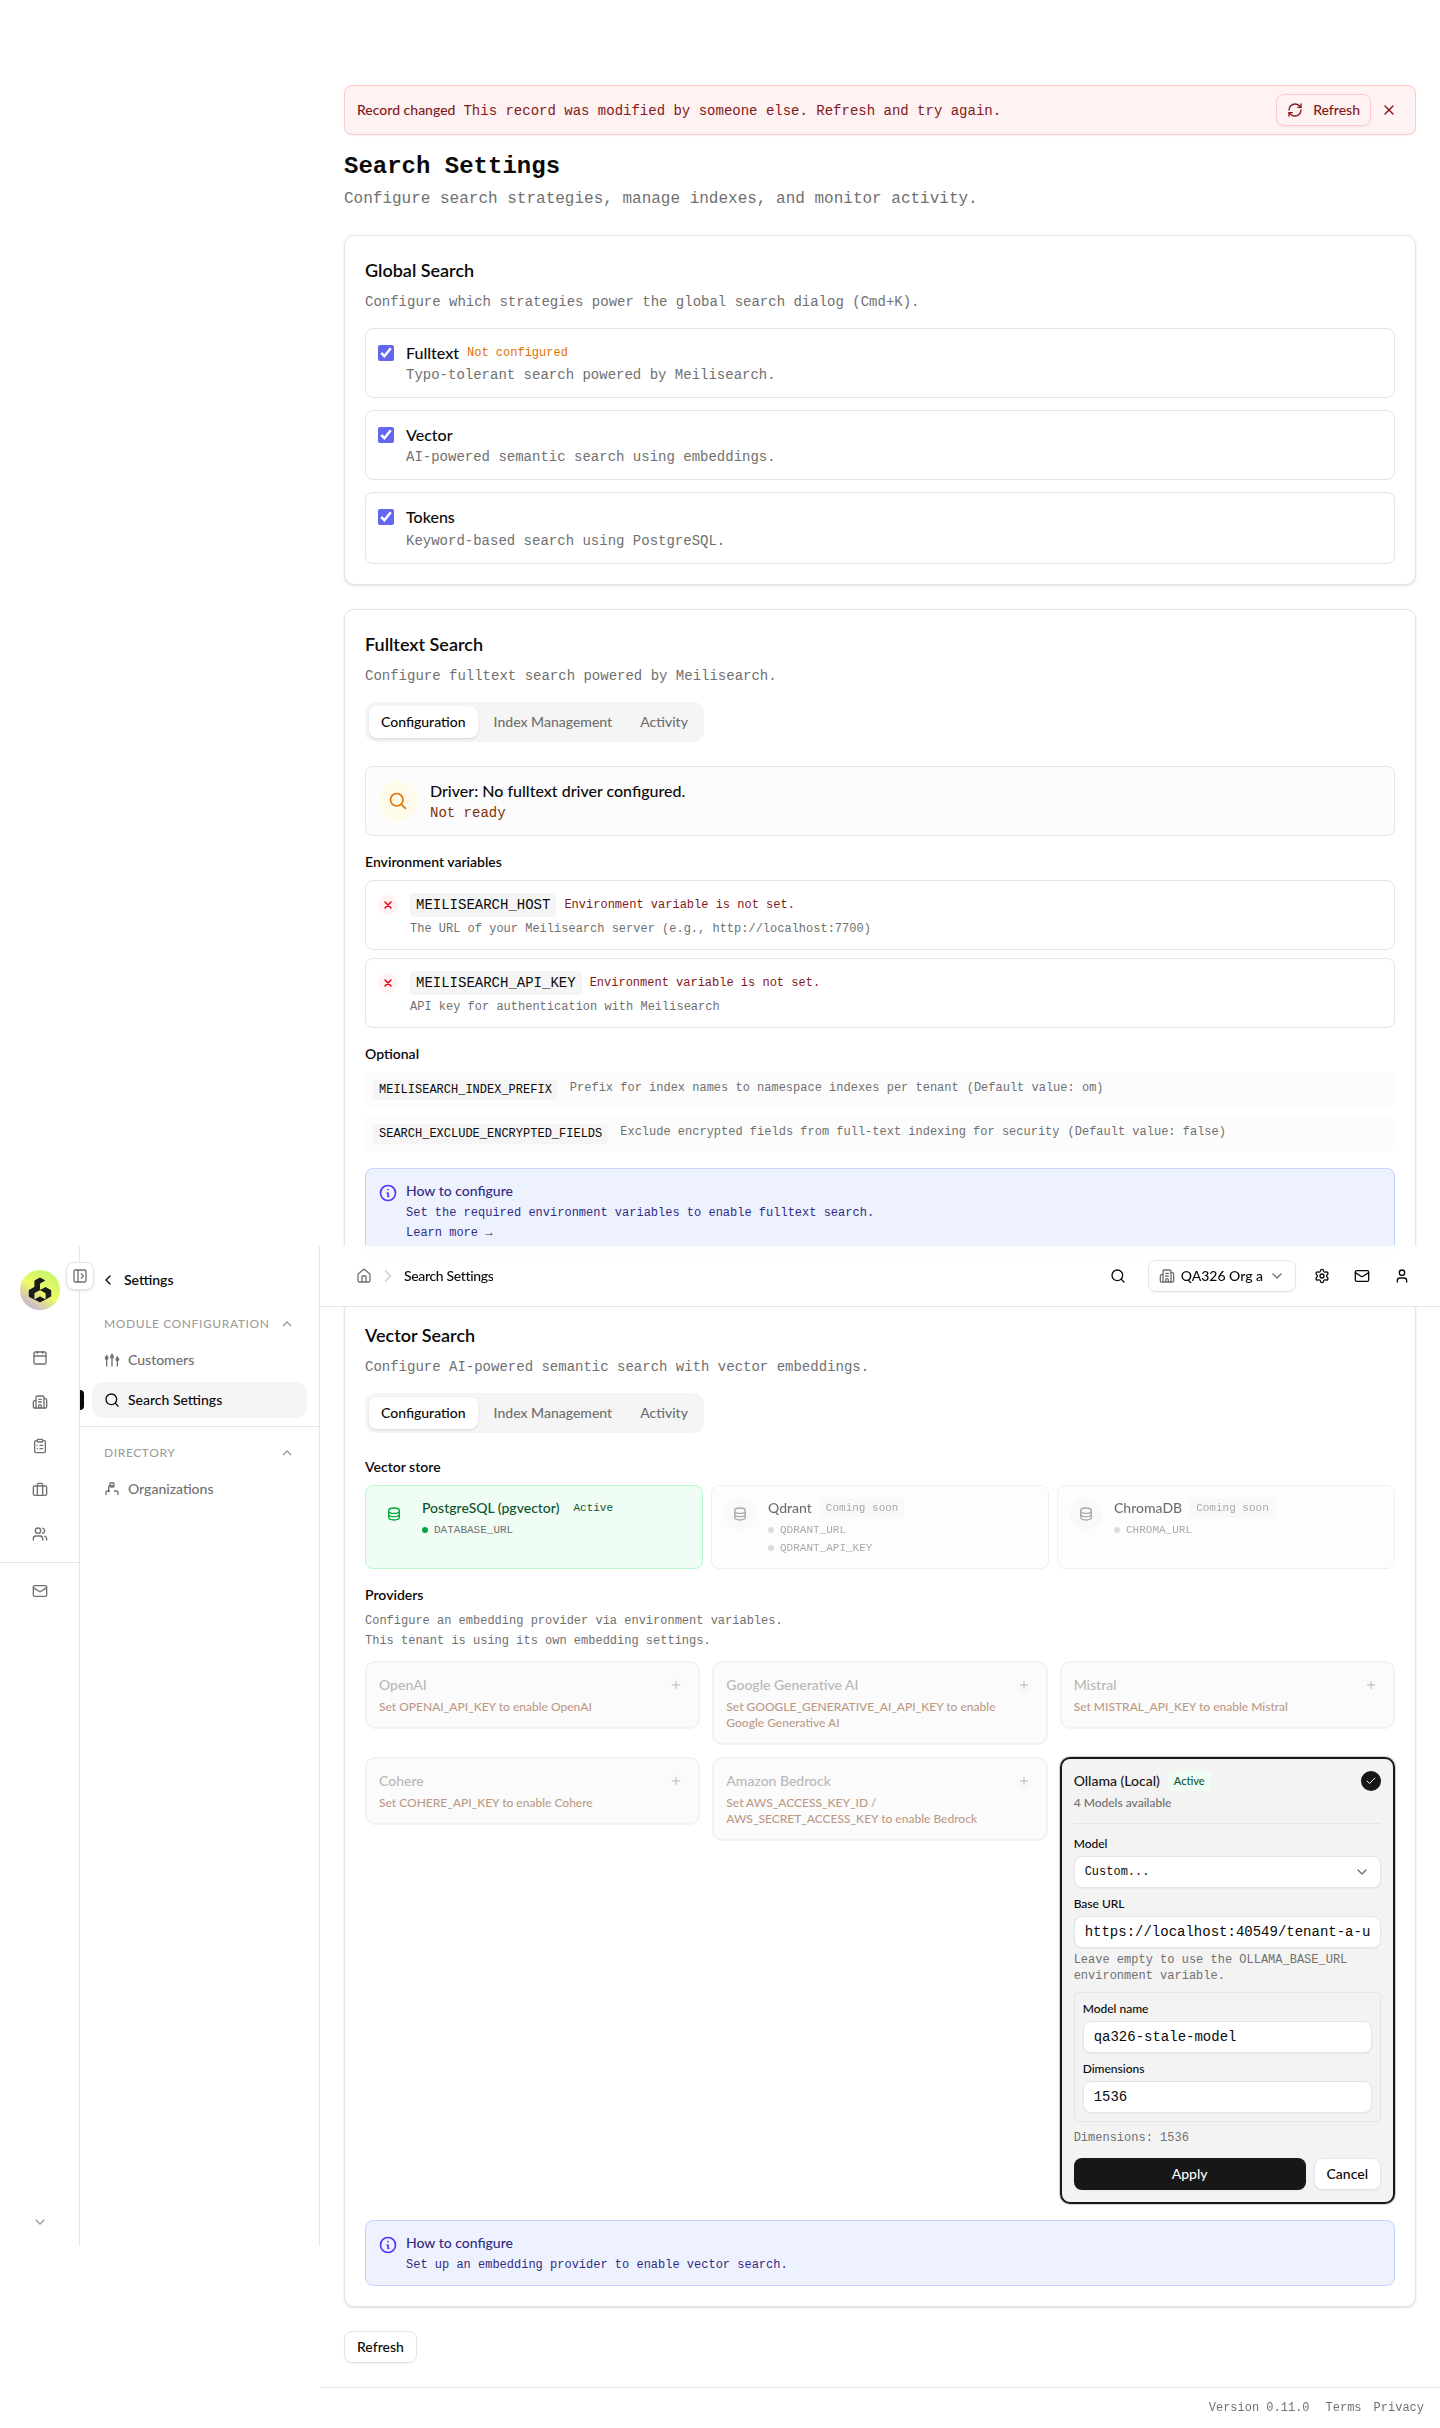 Record changed This record was modified by someone else. Refresh and try again.
Refresh
Search Settings
Configure search strategies, manage indexes, and monitor activity.
Global Search
Configure which strategies power the global search dialog (Cmd+K).
Fulltext Not configured
Typo-tolerant search powered by Meilisearch.
Vector
AI-powered semantic search using embeddings.
Tokens
Keyword-based search using PostgreSQL.
Fulltext Search
Configure fulltext search powered by Meilisearch.
Configuration Index Management Activity
Driver: No fulltext driver configured.
Not ready
Environment variables
MEILISEARCH_HOST Environment variable is not set.
The URL of your Meilisearch server (e.g., http://localhost:7700)
MEILISEARCH_API_KEY Environment variable is not set.
API key for authentication with Meilisearch
Optional
MEILISEARCH_INDEX_PREFIX Prefix for index names to namespace indexes per tenant (Default value: om)
SEARCH_EXCLUDE_ENCRYPTED_FIELDS Exclude encrypted fields from full-text indexing for security (Default value: false)
How to configure
Set the required environment variables to enable fulltext search.
Learn more →
Settings
MODULE CONFIGURATION
Customers
Search Settings
DIRECTORY
Organizations
Search Settings
QA326 Org a
Vector Search
Configure AI-powered semantic search with vector embeddings.
Configuration Index Management Activity
Vector store
PostgreSQL (pgvector) Active
DATABASE_URL
Qdrant Coming soon
QDRANT_URL
QDRANT_API_KEY
ChromaDB Coming soon
CHROMA_URL
Providers
Configure an embedding provider via environment variables.
This tenant is using its own embedding settings.
OpenAI
Set OPENAI_API_KEY to enable OpenAI
Google Generative AI
Set GOOGLE_GENERATIVE_AI_API_KEY to enable
Google Generative AI
Mistral
Set MISTRAL_API_KEY to enable Mistral
Cohere
Set COHERE_API_KEY to enable Cohere
Amazon Bedrock
Set AWS_ACCESS_KEY_ID /
AWS_SECRET_ACCESS_KEY to enable Bedrock
Ollama (Local) Active
4 Models available
Model
Custom...
Base URL
https://localhost:40549/tenant-a-u
Leave empty to use the OLLAMA_BASE_URL
environment variable.
Model name
qa326-stale-model
Dimensions
1536
Dimensions: 1536
Apply
Cancel
How to configure
Set up an embedding provider to enable vector search.
Refresh
Version 0.11.0 Terms Privacy